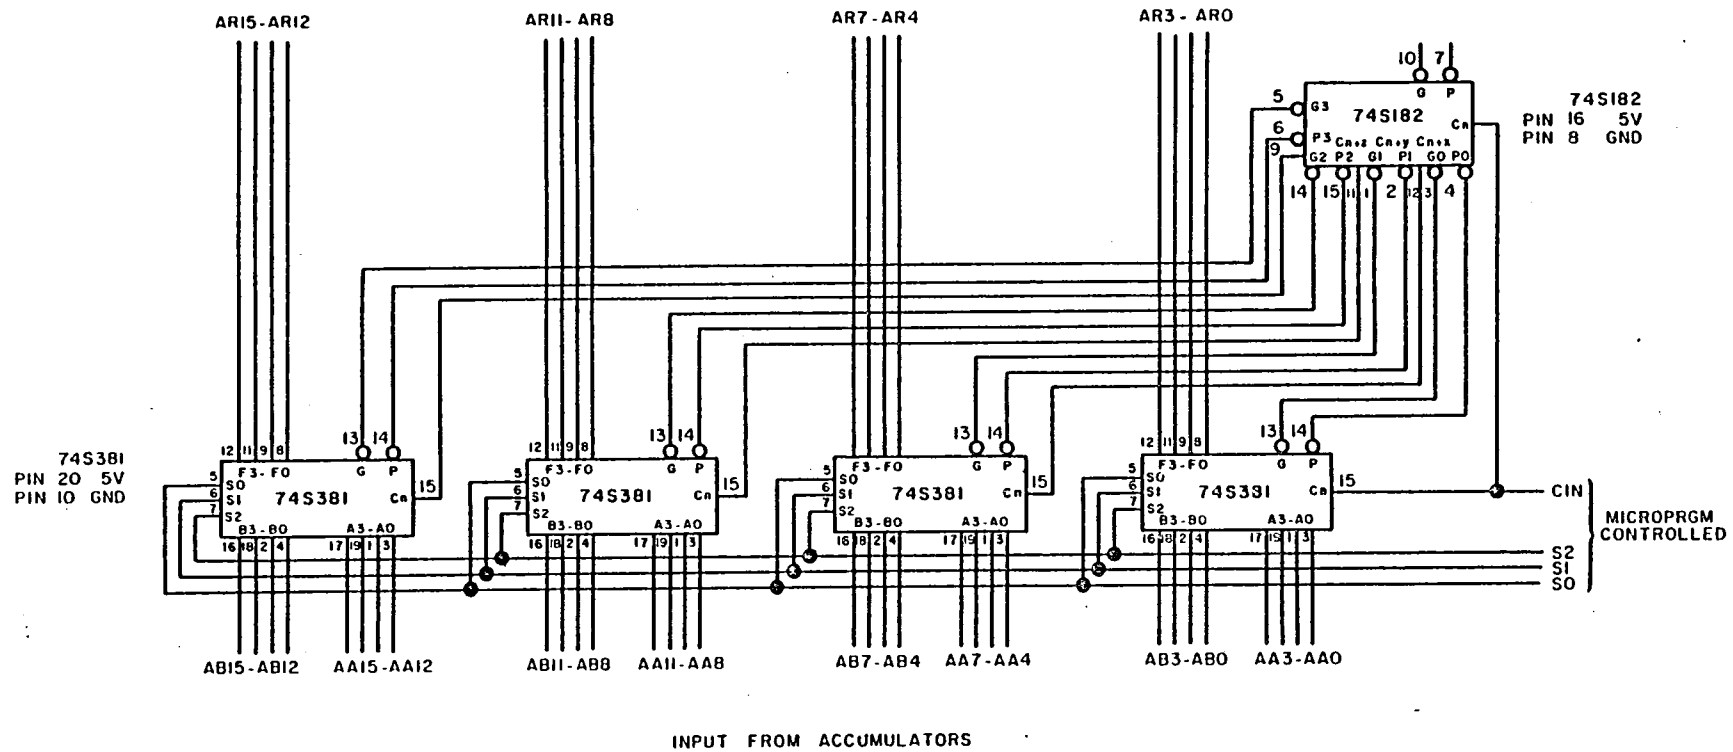 AR15-AR12 AR11-AR8 AR7-AR4 AR3-AR0
10 7
G P
74S182
PIN 16 5V
PIN 8 GND
5 G3
74S182
Cn
6 P3 Cn+z Cn+y Cn+x
9 G2 P2 G1 P1 G0 P0
14 15 11 1 2 12 3 4
74S381
PIN 20 5V
PIN 10 GND
12 11 9 8 13 14
F3-F0 G P
5 S0
6 S1 74S381 Cn 15
7 S2
B3-B0 A3-A0
16 18 2 4 17 19 1 3
12 11 9 8 13 14
F3-F0 G P
5 S0
6 S1 74S381 Cn 15
7 S2
B3-B0 A3-A0
16 18 2 4 17 19 1 3
12 11 9 8 13 14
F3-F0 G P
5 S0
6 S1 74S381 Cn 15
7 S2
B3-B0 A3-A0
16 18 2 4 17 19 1 3
12 11 9 8 13 14
F3-F0 G P
5 S0
6 S1 74S381 Cn 15
7 S2
B3-B0 A3-A0
16 18 2 4 17 19 1 3
CIN
MICROPRGM
CONTROLLED
S2
S1
S0
AB15-AB12 AA15-AA12 AB11-AB8 AA11-AA8 AB7-AB4 AA7-AA4 AB3-AB0 AA3-AA0
INPUT FROM ACCUMULATORS